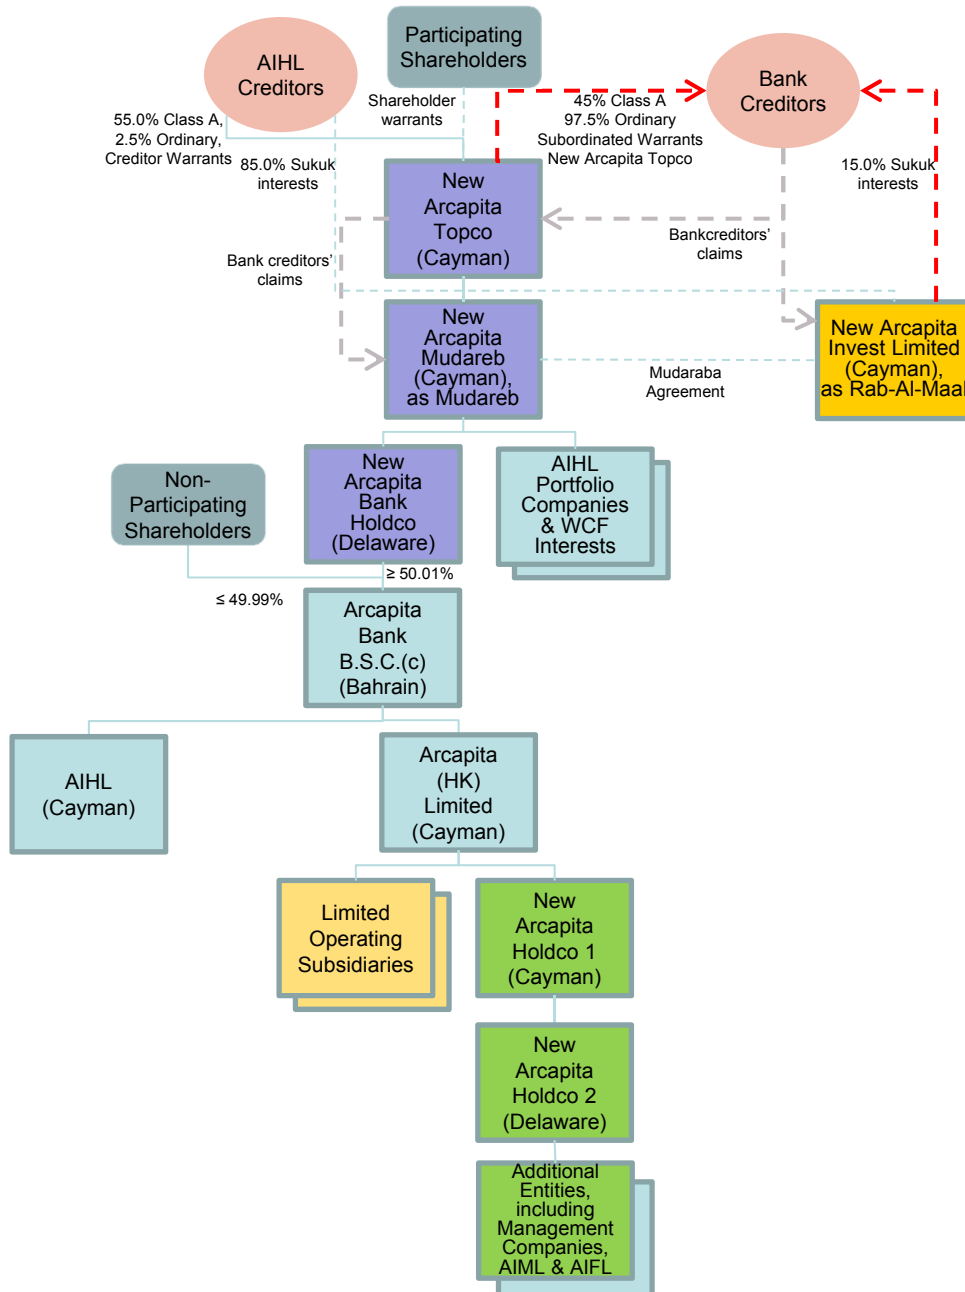 Participating
Shareholders
AIHL
Creditors
Bank
Creditors
Shareholder
warrants
55.0% Class A,
2.5% Ordinary,
Creditor Warrants
45% Class A
97.5% Ordinary
Subordinated Warrants
New Arcapita Topco
85.0% Sukuk
interests
15.0% Sukuk
interests
New
Arcapita
Topco
(Cayman)
Bank creditors’
claims
Bankcreditors’
claims
New
Arcapita
Mudareb
(Cayman),
as Mudareb
Mudaraba
Agreement
New Arcapita
Invest Limited
(Cayman),
as Rab-Al-Maal
Non-
Participating
Shareholders
New
Arcapita
Bank
Holdco
(Delaware)
AIHL
Portfolio
Companies
& WCF
Interests
≥ 50.01%
≤ 49.99%
Arcapita
Bank
B.S.C.(c)
(Bahrain)
AIHL
(Cayman)
Arcapita
(HK)
Limited
(Cayman)
Limited
Operating
Subsidiaries
New
Arcapita
Holdco 1
(Cayman)
New
Arcapita
Holdco 2
(Delaware)
Additional
Entities,
including
Management
Companies,
AIML & AIFL